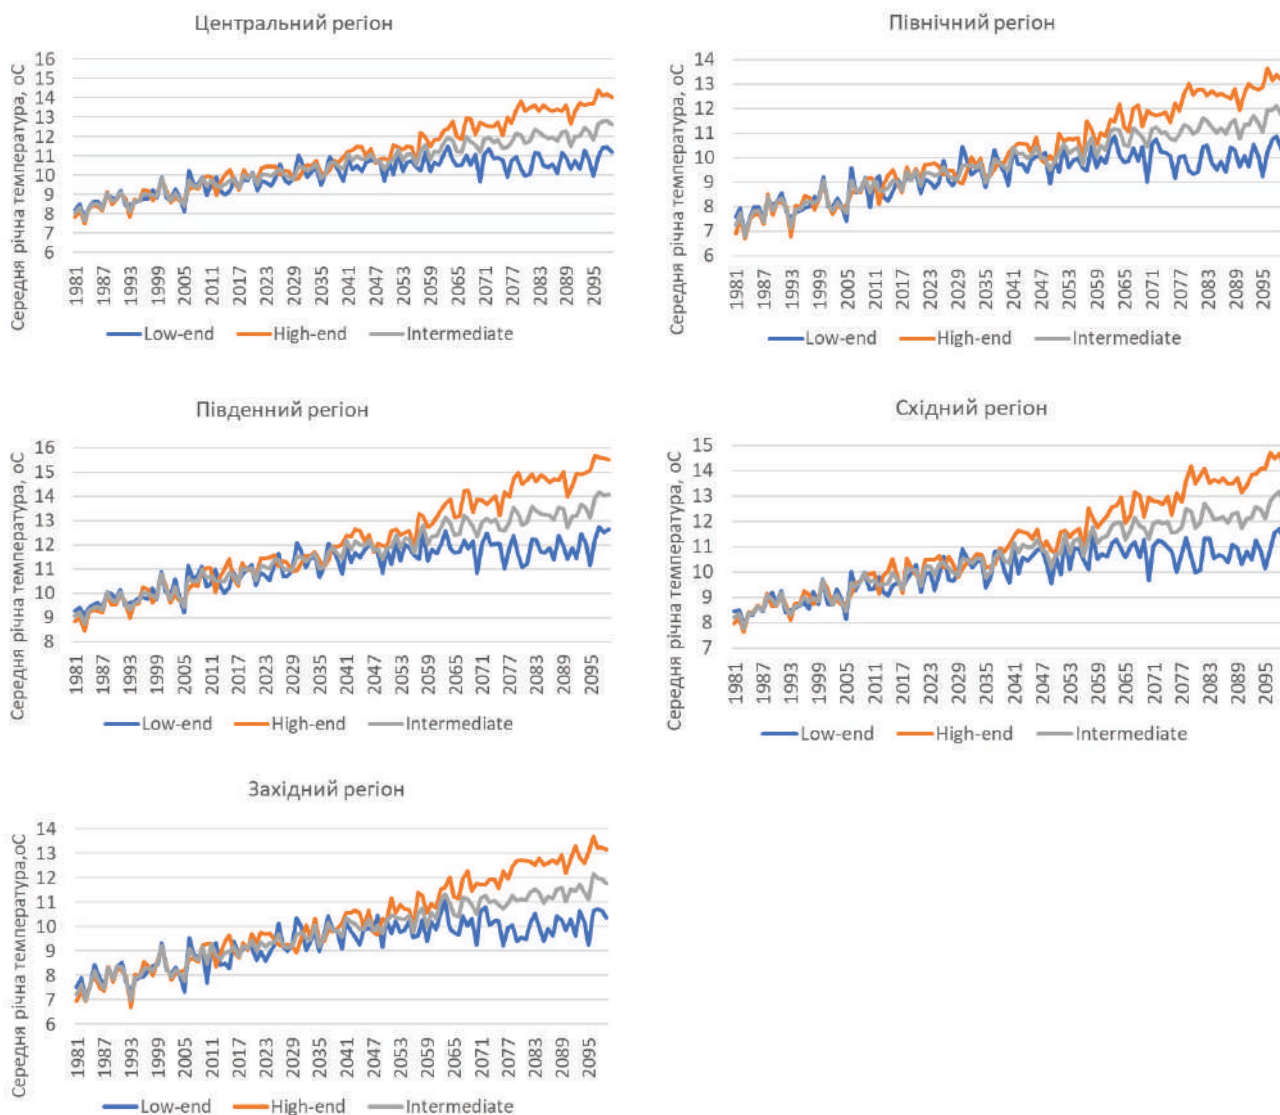 Центральний регіон
Середня річна температура, оС
16
15
14
13
12
11
10
9
8
7
6
1981 1987 1993 1999 2005 2011 2017 2023 2029 2035 2041 2047 2053 2059 2065 2071 2077 2083 2089 2095
Low-end High-end Intermediate
Північний регіон
Середня річна температура, оС
14
13
12
11
10
9
8
7
6
5
1981 1987 1993 1999 2005 2011 2017 2023 2029 2035 2041 2047 2053 2059 2065 2071 2077 2083 2089 2095
Low-end High-end Intermediate
Південний регіон
Середня річна температура, оС
16
15
14
13
12
11
10
9
8
1981 1987 1993 1999 2005 2011 2017 2023 2029 2035 2041 2047 2053 2059 2065 2071 2077 2083 2089 2095
Low-end High-end Intermediate
Східний регіон
Середня річна температура, оС
15
14
13
12
11
10
9
8
7
1981 1987 1993 1999 2005 2011 2017 2023 2029 2035 2041 2047 2053 2059 2065 2071 2077 2083 2089 2095
Low-end High-end Intermediate
Західний регіон
Середня річна температура,оС
14
13
12
11
10
9
8
7
6
1981 1987 1993 1999 2005 2011 2017 2023 2029 2035 2041 2047 2053 2059 2065 2071 2077 2083 2089 2095
Low-end High-end Intermediate